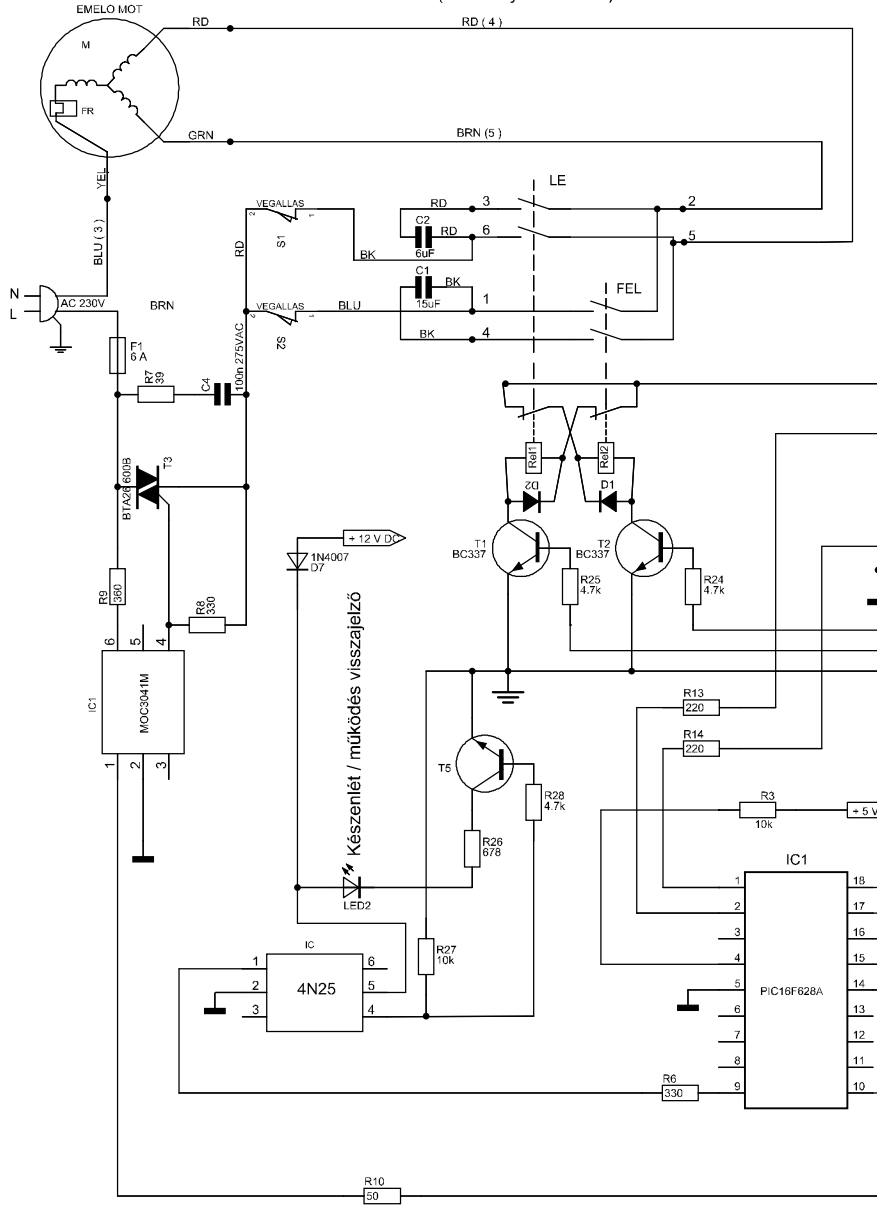 EMELO MOT
RD
RD ( 4 )
M
FR
GRN
BRN (5)
YEL
BLU ( 3 )
LE
VEGALLAS
2
1
S1
RD
BK
RD
3
C2
RD
6
6uF
2
5
N
L
AC 230V
BRN
VEGALLAS
2
1
S2
BLU
C1
BK
15uF
1
BK
4
FEL
F1
6 A
R7
39
C4
100n 275VAC
T3
BTA26 600B
Rel1
Rel2
D2
D1
T1
BC337
T2
BC337
+ 12 V DC
1N4007
D7
R25
4.7k
R24
4.7k
R9
360
R8
330
6
5
4
IC1
MOC3041M
1
2
3
Készenlét / működés visszajelző
R13
220
R14
220
T5
R28
4.7k
R3
10k
+ 5 V
R26
678
LED2
IC1
PIC16F628A
1
2
3
4
5
6
7
8
9
18
17
16
15
14
13
12
11
10
IC
4N25
1
2
3
6
5
4
R27
10k
R6
330
R10
50